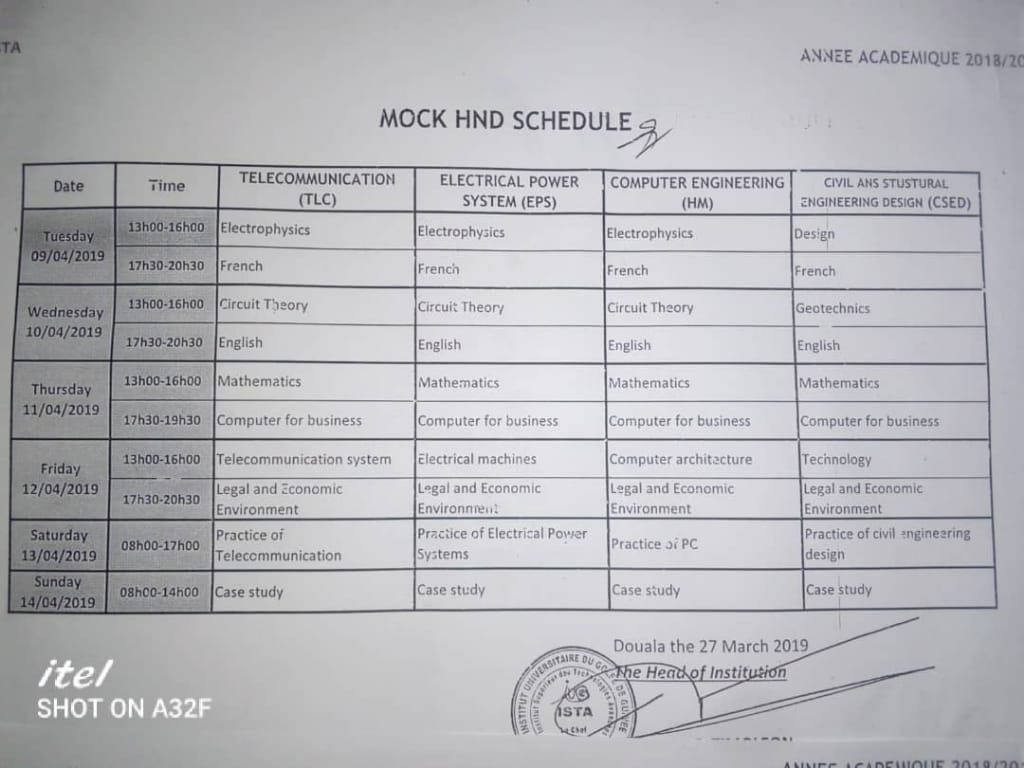 STA
ANNEE ACADEMIQUE 2018/20
MOCK HND SCHEDULE
Date
Time
TELECOMMUNICATION (TLC)
ELECTRICAL POWER SYSTEM (EPS)
COMPUTER ENGINEERING (HM)
CIVIL ANS STUSTURAL ENGINEERING DESIGN (CSED)
Tuesday 09/04/2019
13h00-16h00 Electrophysics Electrophysics Electrophysics Design
17h30-20h30 French French French French
Wednesday 10/04/2019
13h00-16h00 Circuit Theory Circuit Theory Circuit Theory Geotechnics
17h30-20h30 English English English English
Thursday 11/04/2019
13h00-16h00 Mathematics Mathematics Mathematics Mathematics
17h30-19h30 Computer for business Computer for business Computer for business Computer for business
Friday 12/04/2019
13h00-16h00 Telecommunication system Electrical machines Computer architecture Technology
17h30-20h30 Legal and Economic Environment Legal and Economic Environment Legal and Economic Environment Legal and Economic Environment
Saturday 13/04/2019
08h00-17h00 Practice of Telecommunication Practice of Electrical Power Systems Practice of PC Practice of civil engineering design
Sunday 14/04/2019
08h00-14h00 Case study Case study Case study Case study
Douala the 27 March 2019
The Head of Institution
INSTITUT UNIVERSITAIRE DU GOLFE DE GUINEE
Institut Supérieur des Technologies
IUG
ISTA
Le Chef
itel
SHOT ON A32F
ANNEE ACADEMIQUE 2018/20